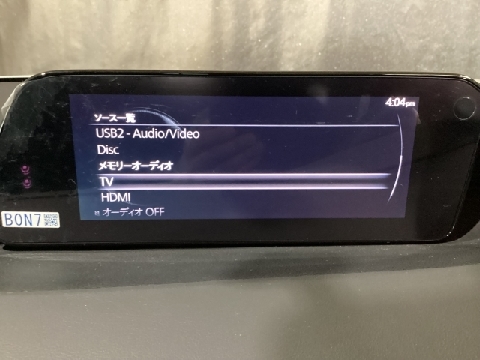 4:04pm
ソース一覧
USB2 - Audio/Video
Disc
メモリーオーディオ
TV
HDMI
オーディオ OFF
BON7